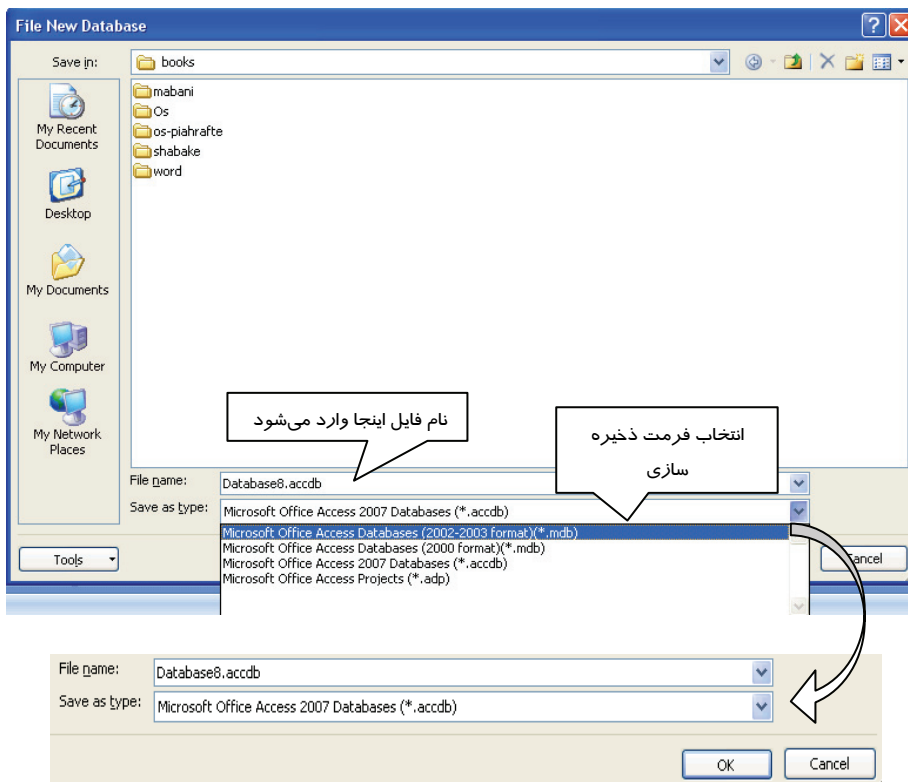 File New Database
Save in:
books
mabani
Os
os-piahrafte
shabake
word
My Recent
Documents
Desktop
My Documents
My Computer
My Network
Places
نام فایل اینجا وارد می‌شود
انتخاب فرمت ذخیره
سازی
File name:
Database8.accdb
Save as type:
Microsoft Office Access 2007 Databases (*.accdb)
Microsoft Office Access Databases (2002-2003 format)(*.mdb)
Microsoft Office Access Databases (2000 format)(*.mdb)
Microsoft Office Access 2007 Databases (*.accdb)
Microsoft Office Access Projects (*.adp)
Tools
Cancel
File name:
Database8.accdb
Save as type:
Microsoft Office Access 2007 Databases (*.accdb)
OK
Cancel